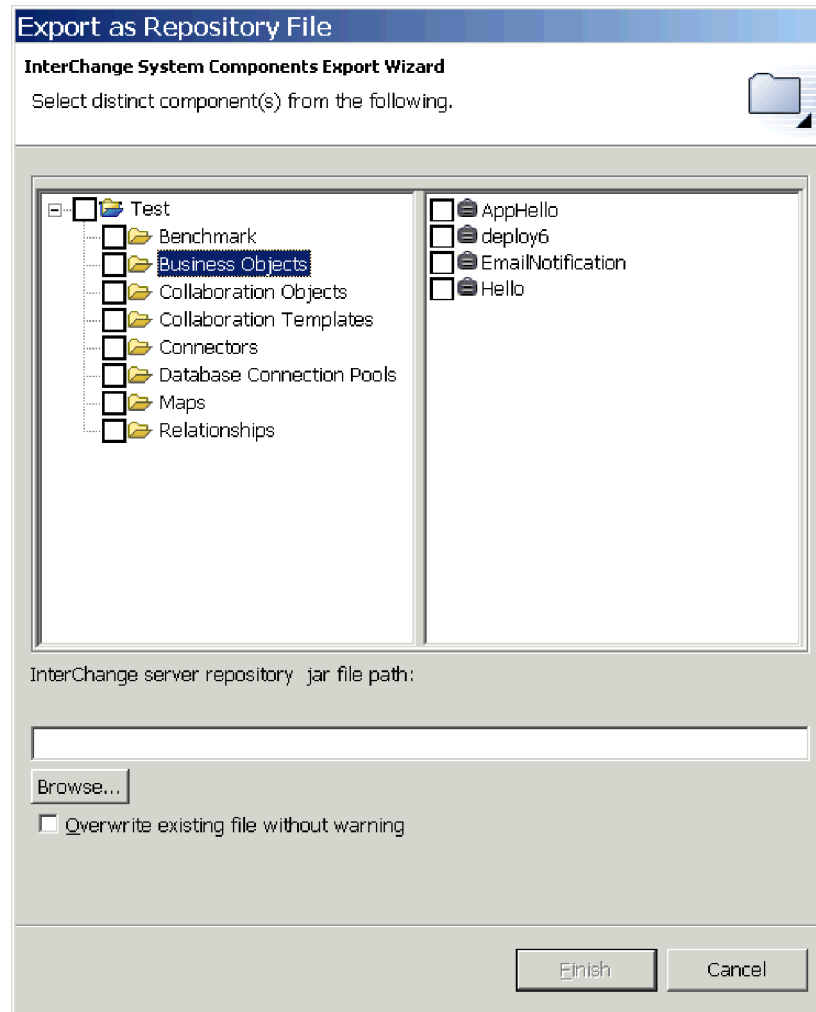 Export as Repository File
InterChange System Components Export Wizard
Select distinct component(s) from the following.
Test
Benchmark
Business Objects
Collaboration Objects
Collaboration Templates
Connectors
Database Connection Pools
Maps
Relationships
AppHello
deploy6
EmailNotification
Hello
InterChange server repository jar file path:
Browse...
Overwrite existing file without warning
Finish
Cancel